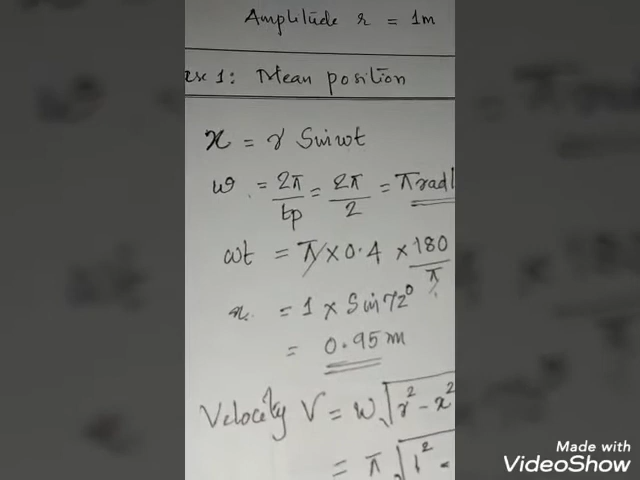 Amplitude r = 1m
ase 1: Mean position
x = r Sin wt
w = 2π/tp = 2π/2 = π rad/
wt = π × 0.4 × 180/π
x = 1 × Sin 72°
= 0.95 m
Velocity V = w √r² - x²
= π √1² -
Made with
VideoShow